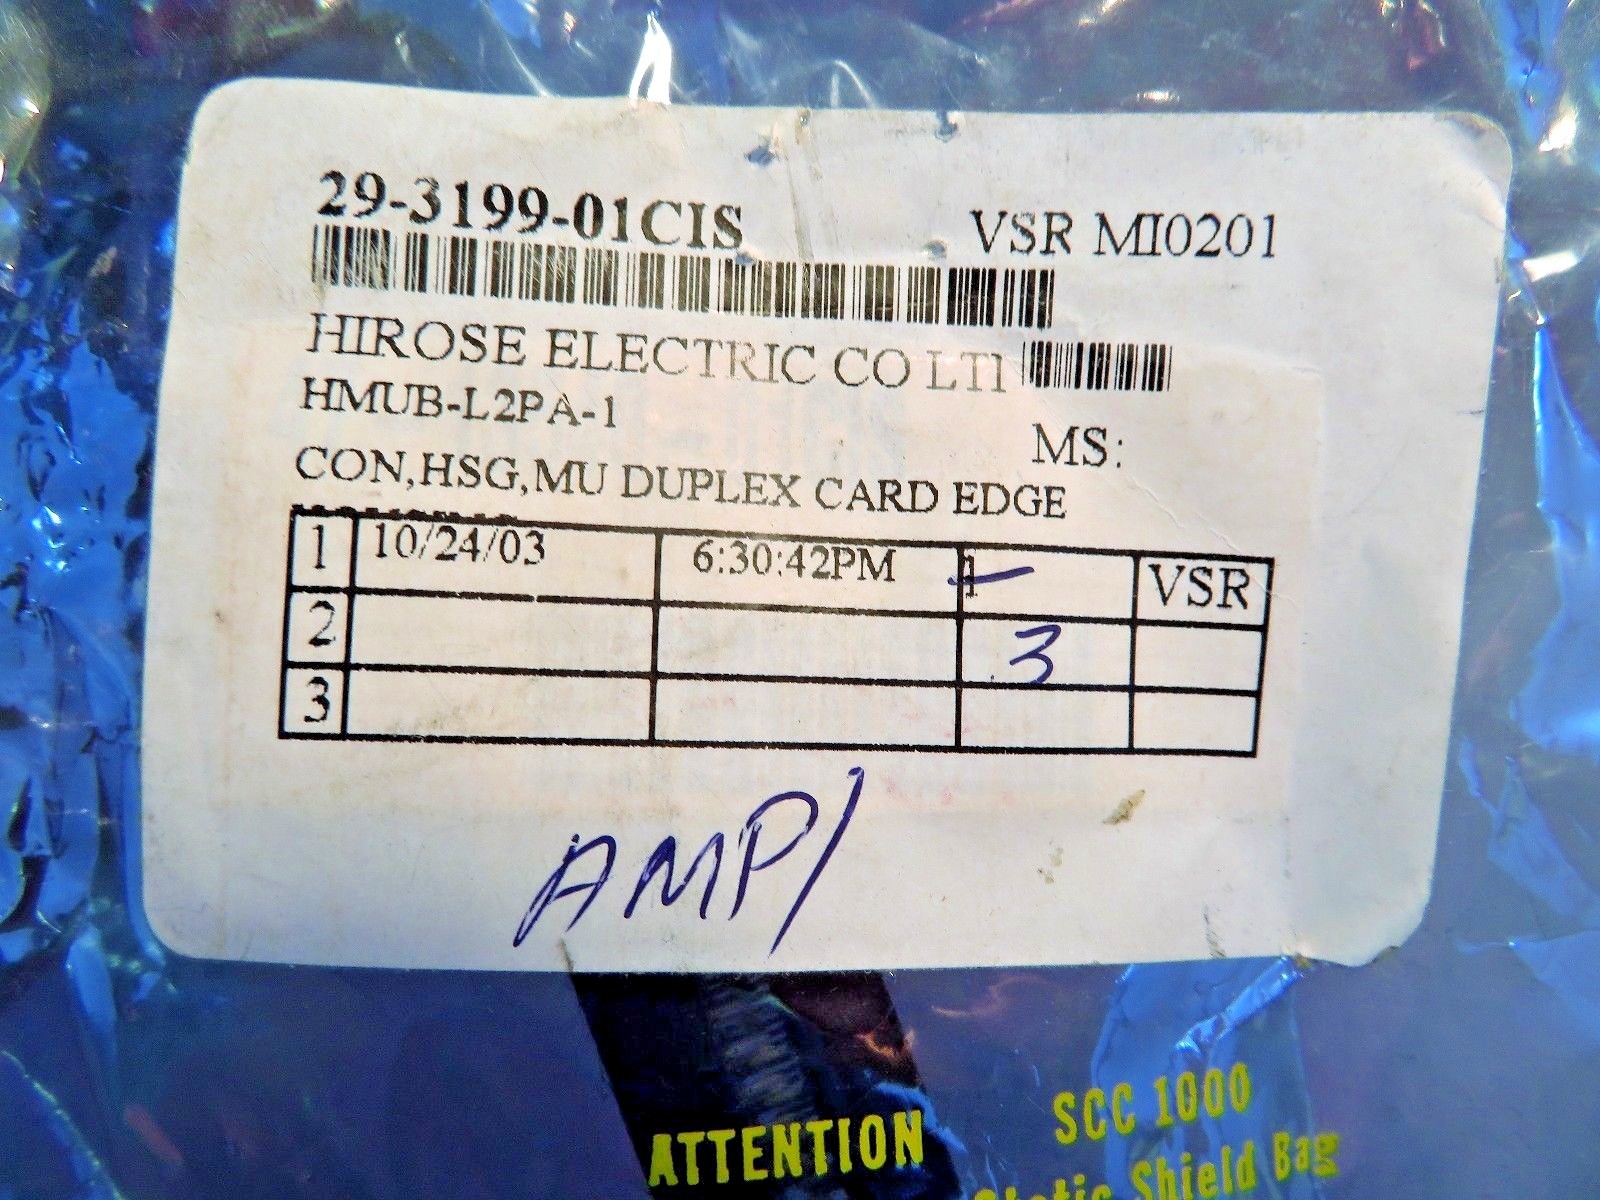 29-3199-01CIS VSR MI0201
HIROSE ELECTRIC CO LTI
HMUB-L2PA-1
MS:
CON,HSG,MU DUPLEX CARD EDGE
1 10/24/03 6:30:42PM 1 VSR
2 3
3
AMP/
SCC 1000
ATTENTION
Static Shield Bag